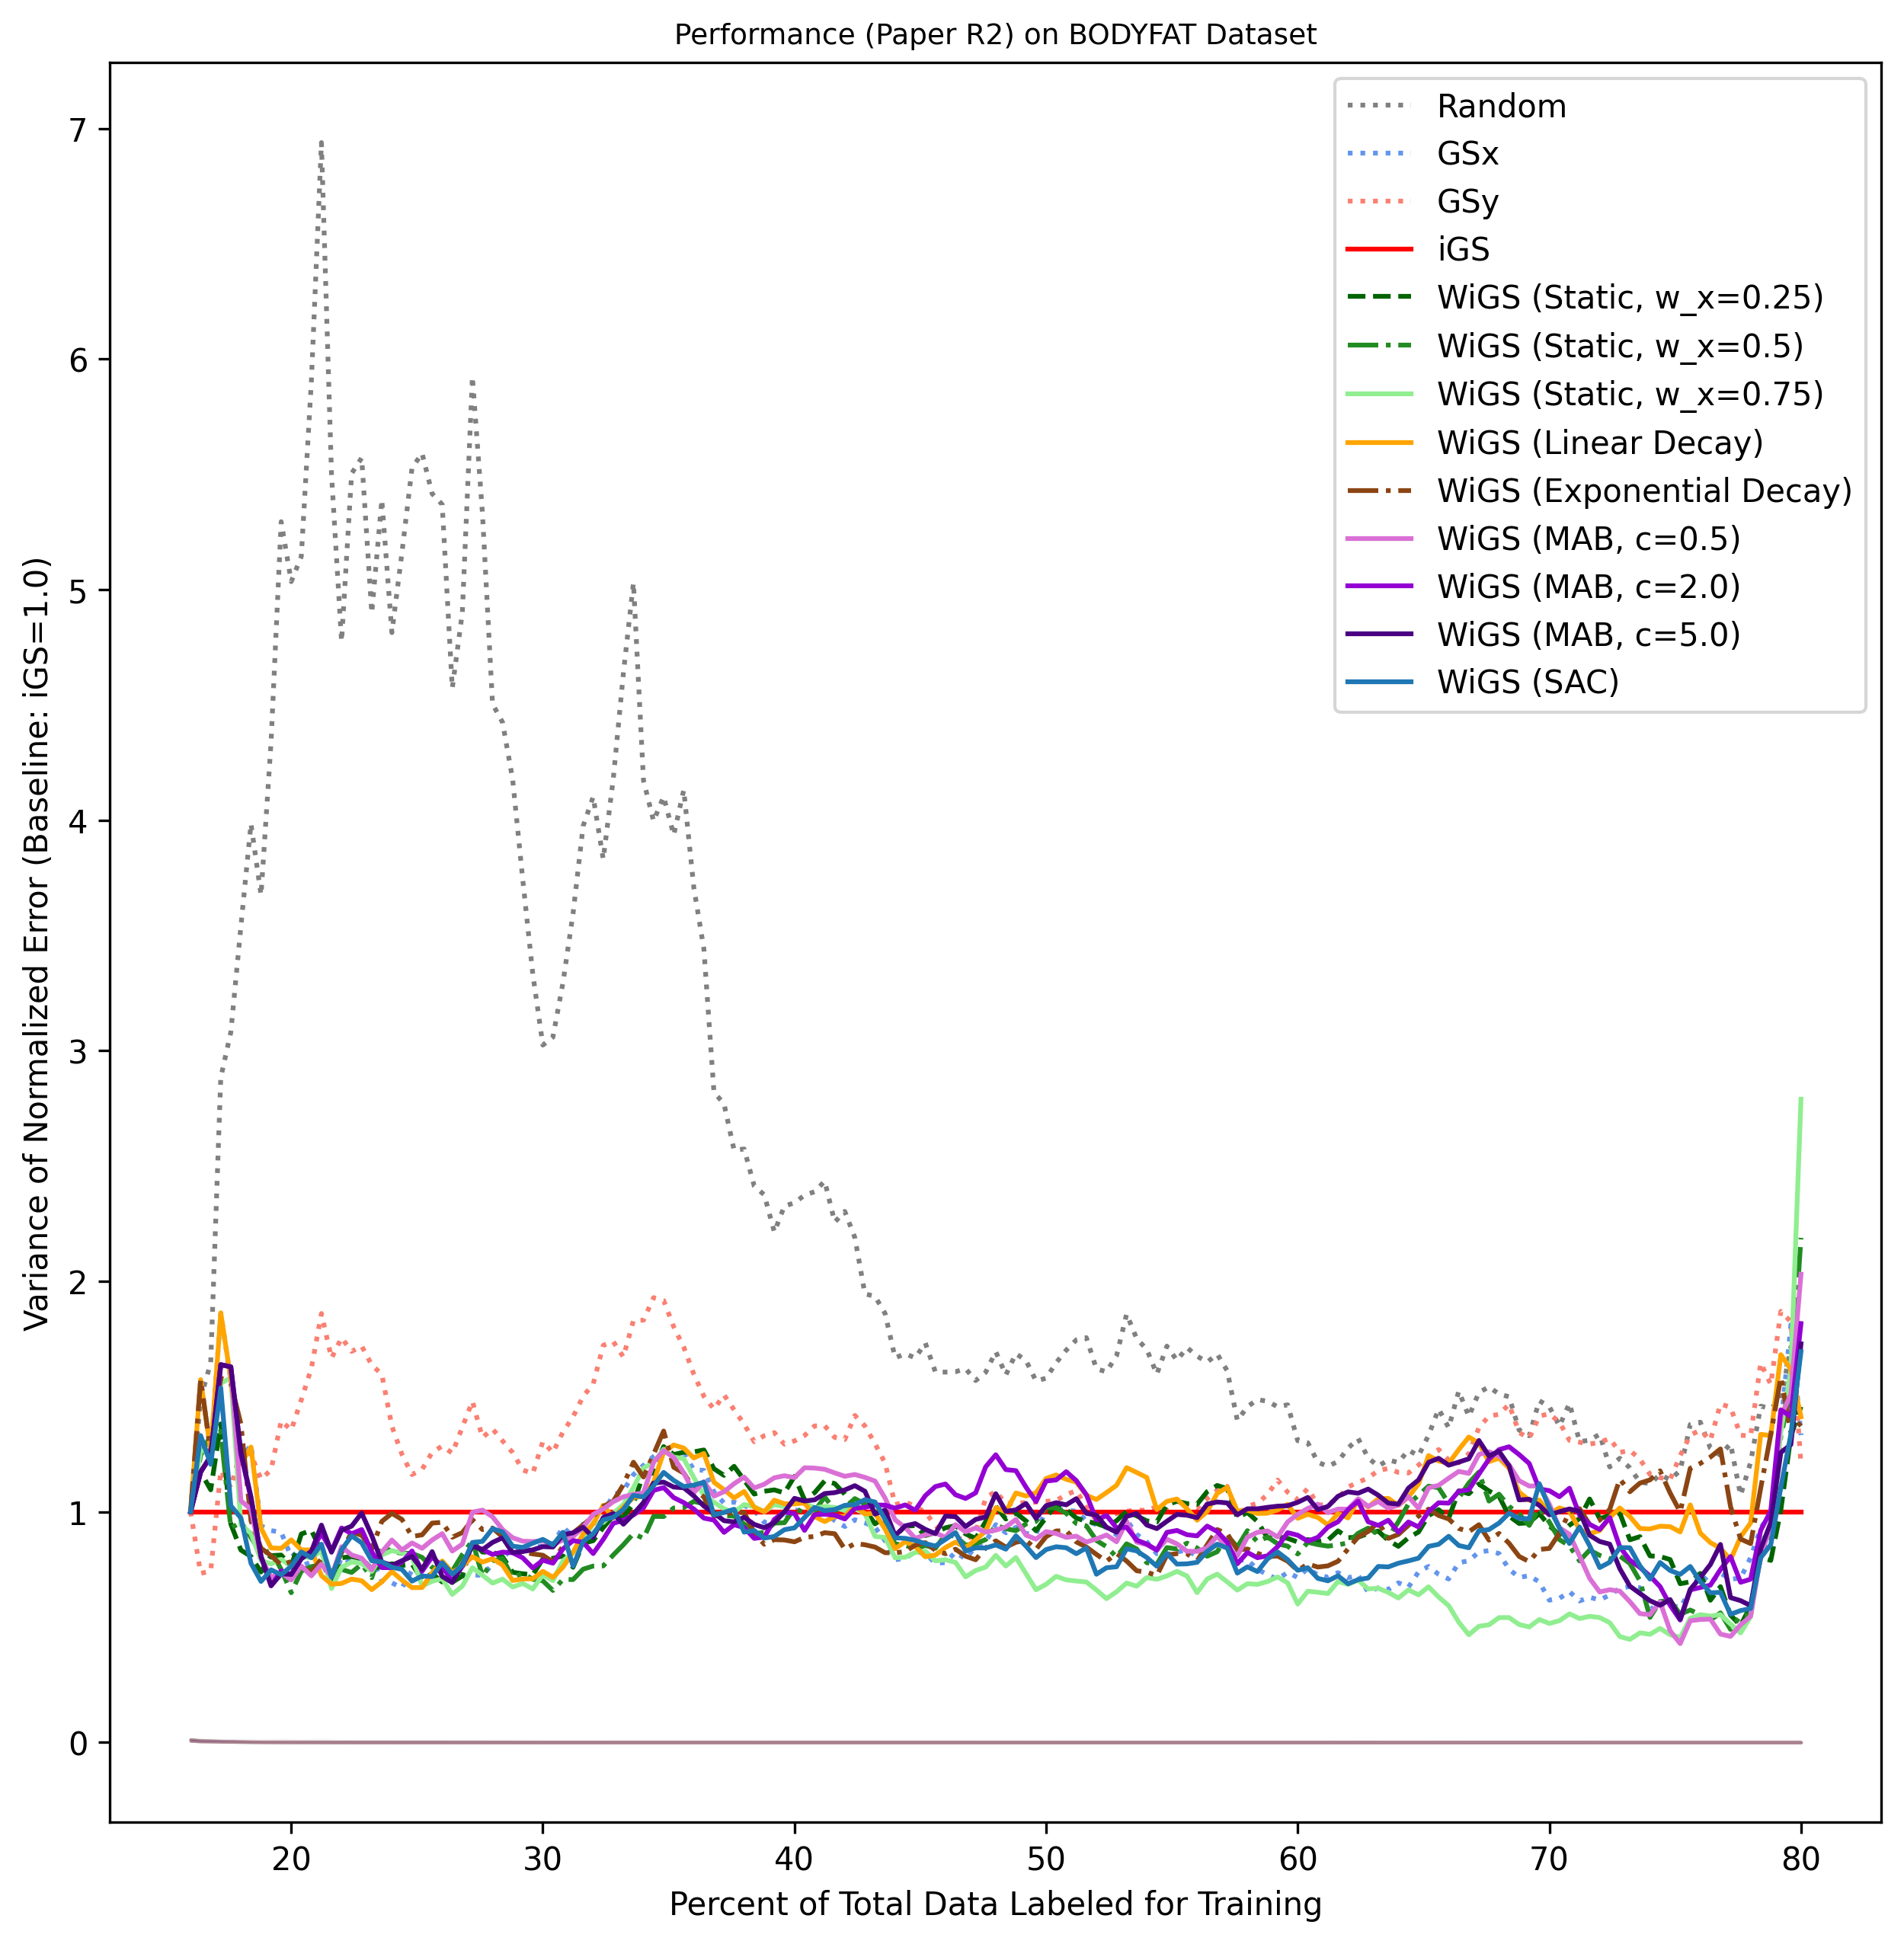 Performance (Paper R2) on BODYFAT Dataset
Variance of Normalized Error (Baseline: iGS=1.0)
7
6
5
4
3
2
1
0
20
30
40
50
60
70
80
Percent of Total Data Labeled for Training
Random
GSx
GSy
iGS
WiGS (Static, w_x=0.25)
WiGS (Static, w_x=0.5)
WiGS (Static, w_x=0.75)
WiGS (Linear Decay)
WiGS (Exponential Decay)
WiGS (MAB, c=0.5)
WiGS (MAB, c=2.0)
WiGS (MAB, c=5.0)
WiGS (SAC)